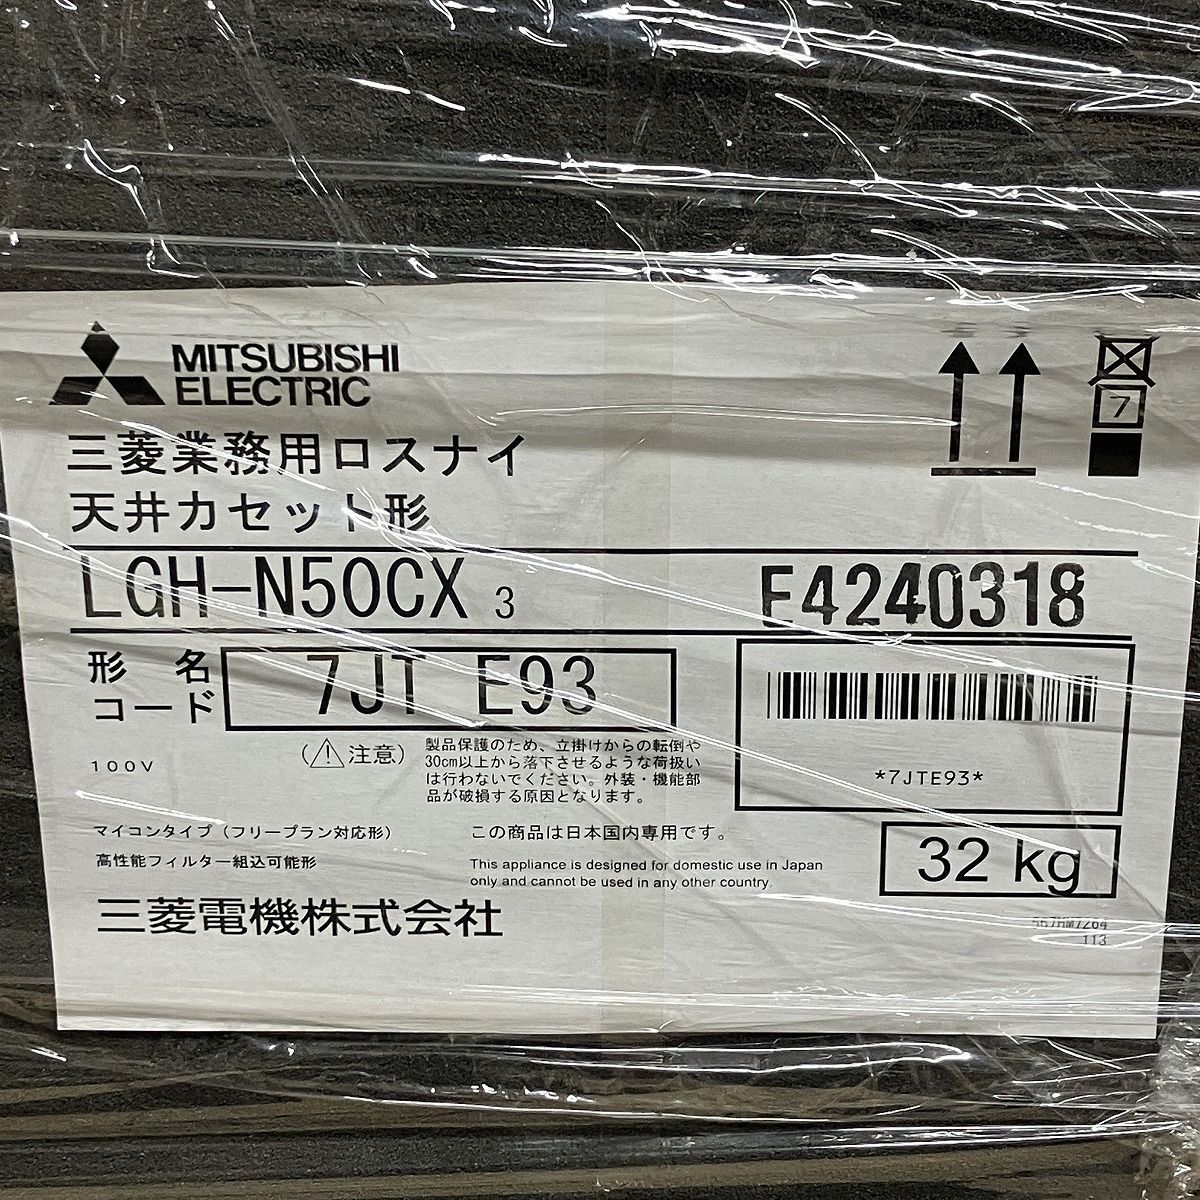 MITSUBISHI
ELECTRIC
7
三菱業務用ロスナイ
天井カセット形
LGH-N50CX 3
E4240318
形名
コード
7JT E93
*7JTE93*
100V
(注意)
製品保護のため、立掛けからの転倒や
30cm以上から落下させるような荷扱い
は行わないでください。外装・機能部
品が破損する原因となります。
マイコンタイプ(フリープラン対応形)
高性能フィルター組込可能形
この商品は日本国内専用です。
This appliance is designed for domestic use in Japan
only and cannot be used in any other country.
32 kg
三菱電機株式会社
567HM7264
113